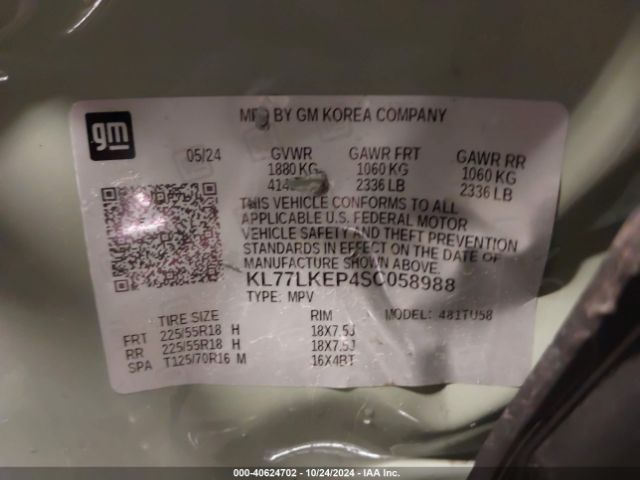 gm
MFD BY GM KOREA COMPANY
05/24 GVWR GAWR FRT GAWR RR
1880 KG 1060 KG 1060 KG
2336 LB 2336 LB
THIS VEHICLE CONFORMS TO ALL
APPLICABLE U.S. FEDERAL MOTOR
VEHICLE SAFETY AND THEFT PREVENTION
STANDARDS IN EFFECT ON THE DATE OF
MANUFACTURE SHOWN ABOVE.
KL77LKEP4SC058988
TYPE: MPV MODEL: 481TU58
TIRE SIZE RIM
FRT 225/55R18 H 18X7.5J
RR 225/55R18 H 18X7.5J
SPA T125/70R16 M 16X4BT
000-40624702 - 10/24/2024 - IAA Inc. Copyright